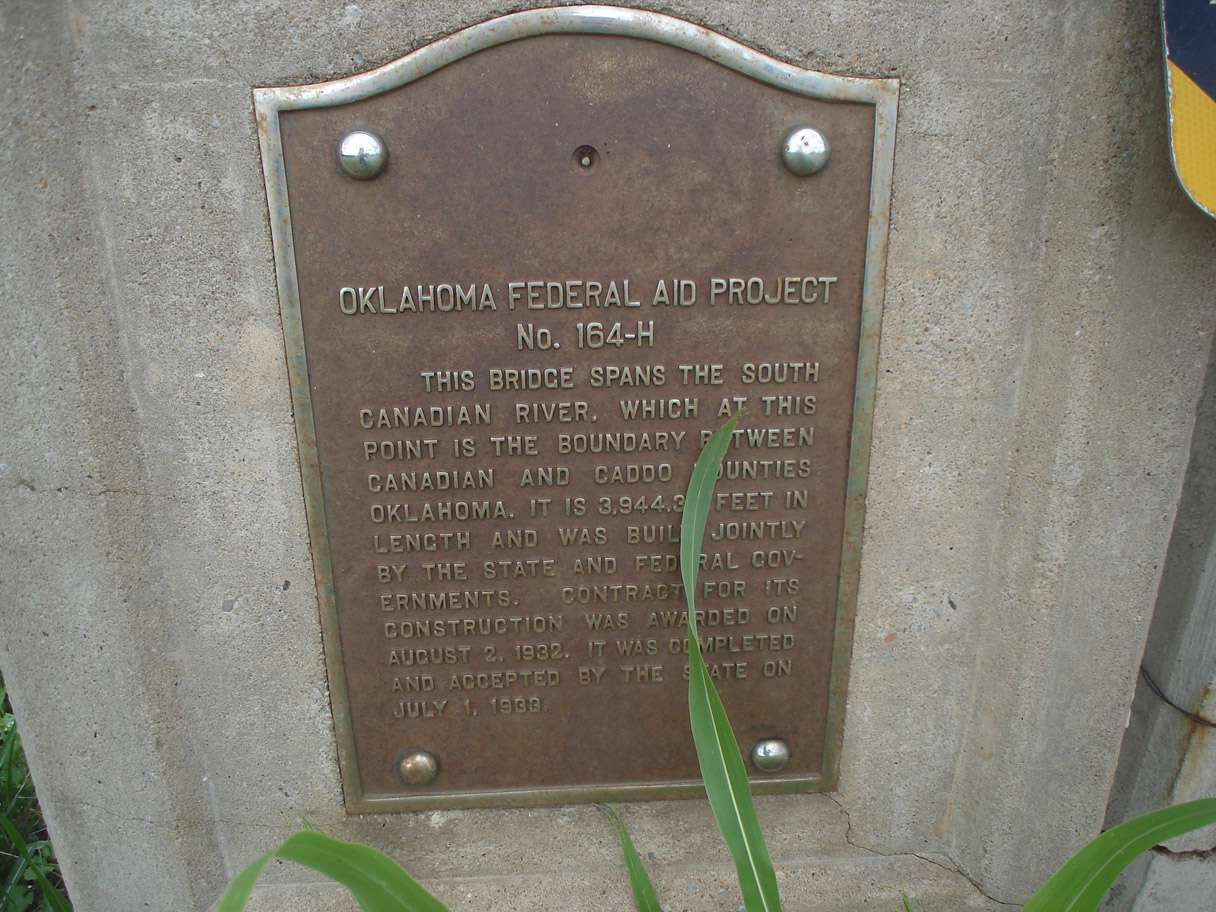 OKLAHOMA FEDERAL AID PROJECT
No. 164-H
THIS BRIDGE SPANS THE SOUTH
CANADIAN RIVER, WHICH AT THIS
POINT IS THE BOUNDARY BETWEEN
CANADIAN AND CADDO COUNTIES
OKLAHOMA. IT IS FEET IN
LENGTH AND WAS BUILT JOINTLY
BY THE STATE AND FEDERAL GOV-
ERNMENTS. CONTRACT FOR ITS
CONSTRUCTION WAS AWARDED ON
AUGUST 2, 1932. IT WAS COMPLETED
AND ACCEPTED BY THE STATE ON
JULY 1, 1933.